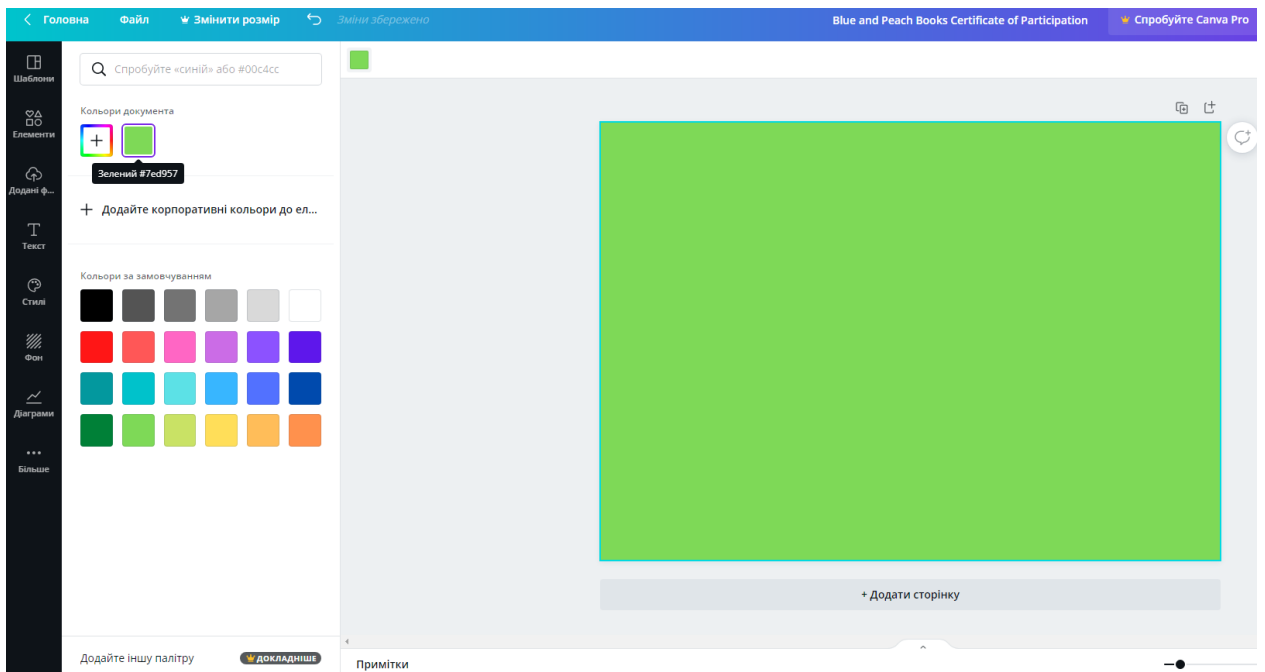 Головна
Файл
Змінити розмір
Зміни збережено
Blue and Peach Books Certificate of Participation
Спробуйте Canva Pro
Шаблони
Елементи
Додані ф...
Текст
Стилі
Фон
Діаграми
Більше
Спробуйте «синій» або #00c4cc
Кольори документа
Зелений #7ed957
Додайте корпоративні кольори до ел...
Кольори за замовчуванням
Додайте іншу палітру
ДОКЛАДНІШЕ
+ Додати сторінку
Примітки